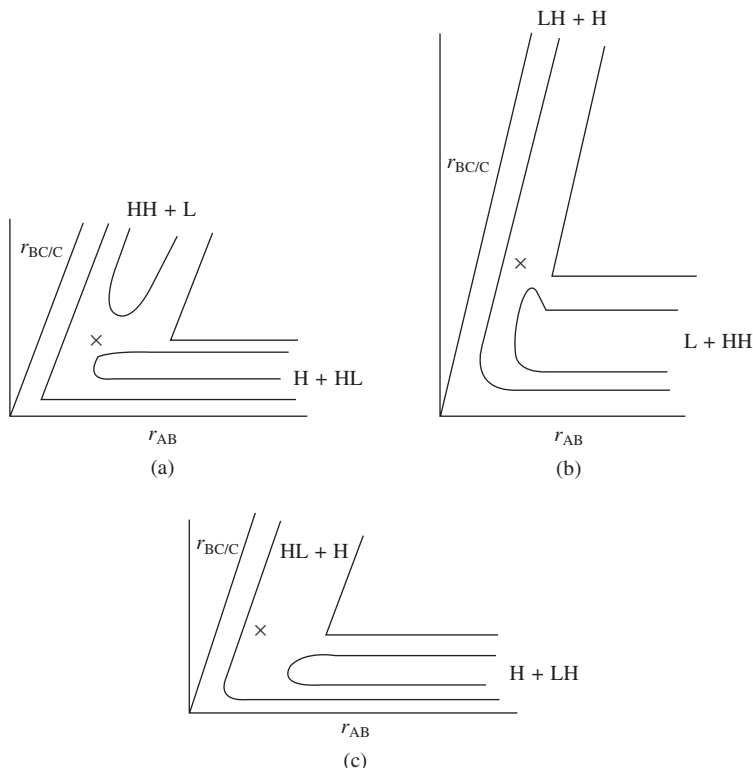 HH + L
r_BC/C
H + HL
r_AB
(a)
LH + H
r_BC/C
×
L + HH
r_AB
(b)
×
r_BC/C
HL + H
×
H + LH
r_AB
(c)